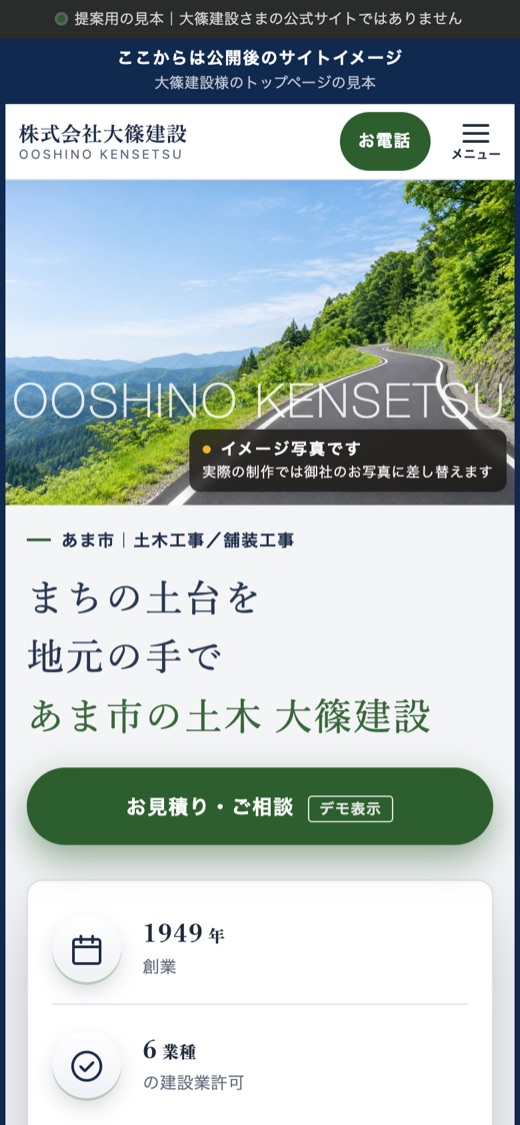 提案用の見本｜大篠建設さまの公式サイトではありません
ここからは公開後のサイトイメージ
大篠建設様のトップページの見本
株式会社大篠建設
OOSHINO KENSETSU
お電話
メニュー
OOSHINO KENSETSU
イメージ写真です
実際の制作では御社のお写真に差し替えます
あま市｜土木工事／舗装工事
まちの土台を
地元の手で
あま市の土木 大篠建設
お見積り・ご相談 デモ表示
1949 年
創業
6 業種
の建設業許可